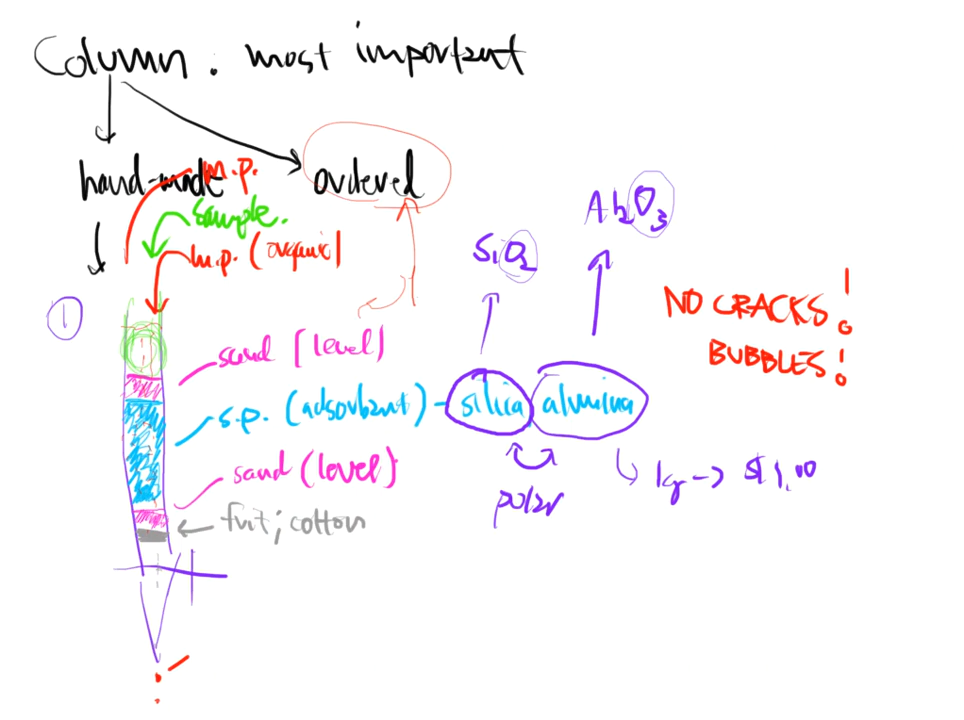 Column : most important
hand-made
ordered
m.p.
sample.
m.p. (organic)
SiO2
Al2O3
1
NO CRACKS!
BUBBLES!
sand (level)
s.p. (adsorbant) - silica alumina
sand (level)
polar
1g -> $1.00
frit; cotton